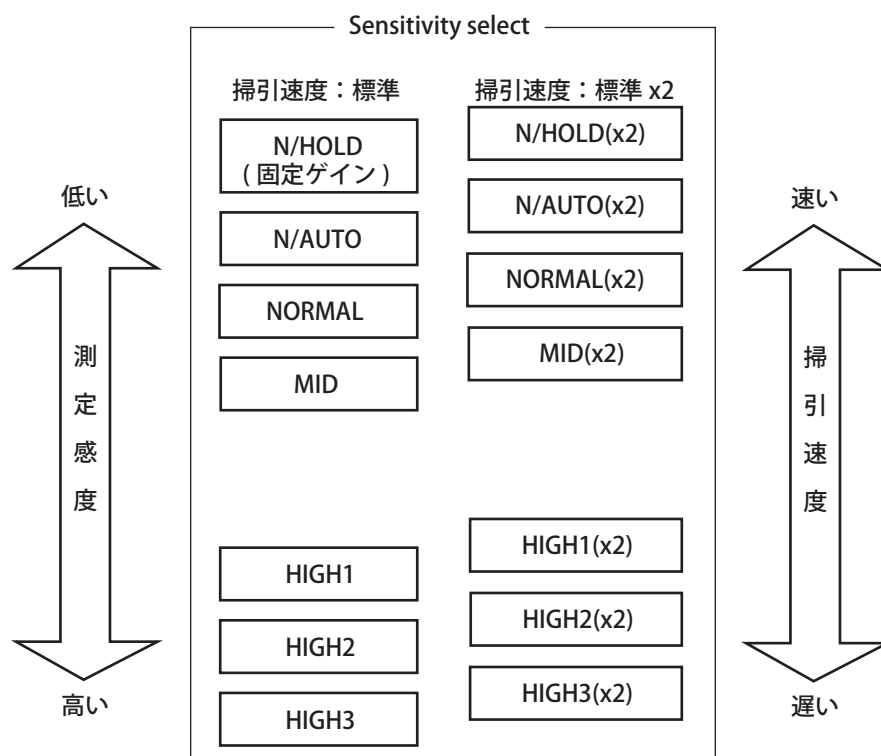 Sensitivity select
掃引速度：標準
掃引速度：標準 x2
N/HOLD
( 固定ゲイン )
N/HOLD(x2)
低い
速い
N/AUTO
N/AUTO(x2)
NORMAL
NORMAL(x2)
MID
MID(x2)
測定感度
掃引速度
HIGH1
HIGH1(x2)
HIGH2
HIGH2(x2)
HIGH3
HIGH3(x2)
高い
遅い